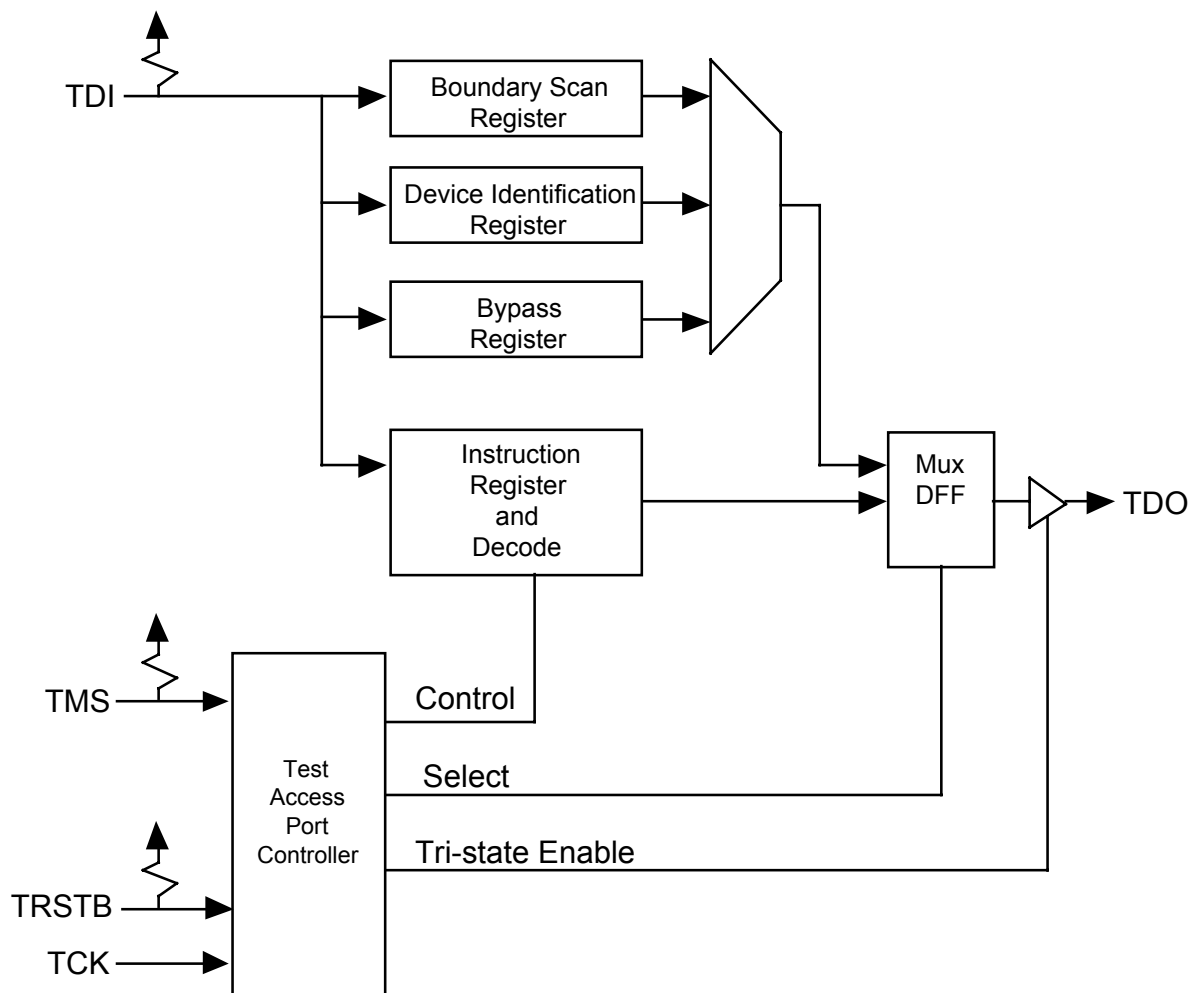 TDI
Boundary Scan
Register
Device Identification
Register
Bypass
Register
Instruction
Register
and
Decode
Mux
DFF
TDO
TMS
Control
Select
Test
Access
Port
Controller
Tri-state Enable
TRSTB
TCK